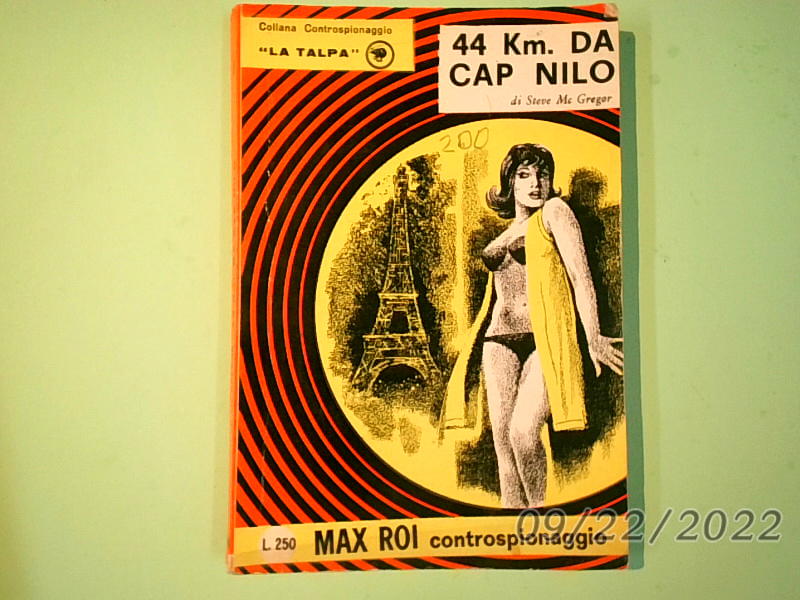 Collana Controspionaggio
"LA TALPA"
44 Km. DA
CAP NILO
di Steve Mc Gregor
200
L. 250 MAX ROI controspionaggio
09/22/2022